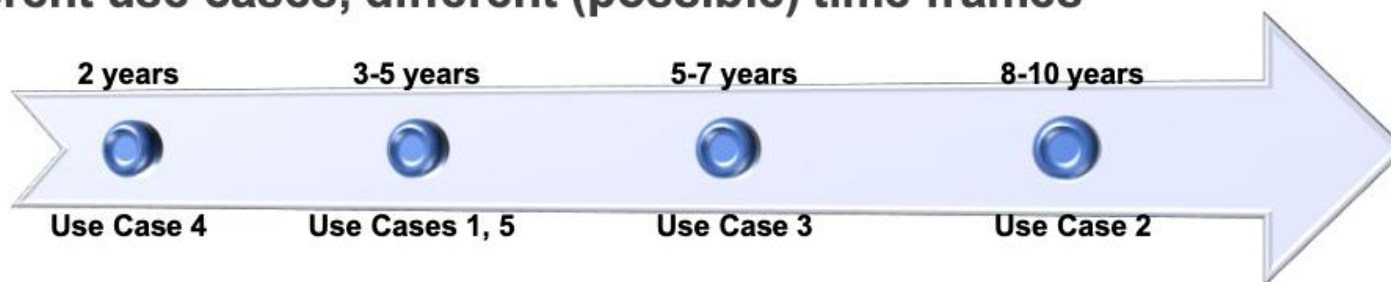 use cases, different (possible) time frames
2 years 3-5 years 5-7 years 8-10 years
Use Case 4 Use Cases 1, 5 Use Case 3 Use Case 2